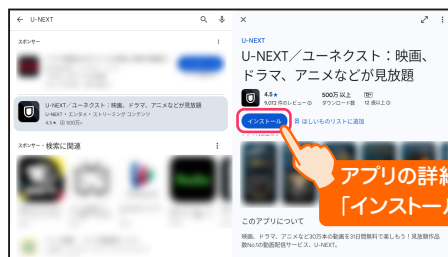 U-NEXT
スポンサー
U-NEXT／ユーネクスト：映画、ドラマ、アニメなどが見放題
U-NEXT・エンタメ・ストリーミング コンテンツ
4.5★ 500万+
スポンサー・検索に関連
U-NEXT
U-NEXT／ユーネクスト：映画、
ドラマ、アニメなどが見放題
4.5★
9,012 件のレビュー
500万 以上
ダウンロード数
12 歳以上
インストール
ほしいものリストに追加
アプリの詳細
「インストール
このアプリについて
映画、ドラマ、アニメなど30万本の動画を31日間無料で楽しもう！見放題作品
数No.1の動画配信サービス、U-NEXT。